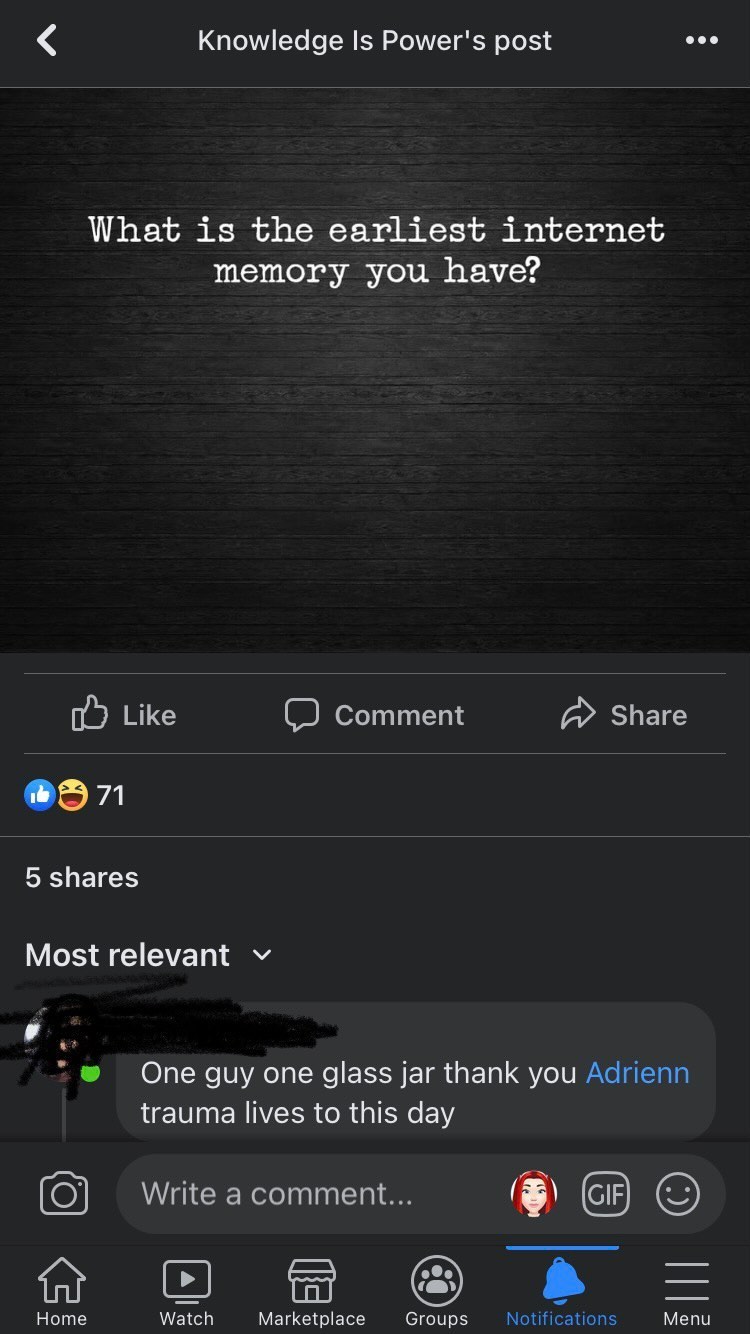 Knowledge Is Power's post
What is the earliest internet
memory you have?
Like
Comment
Share
71
5 shares
Most relevant
One guy one glass jar thank you Adrienn
trauma lives to this day
Write a comment...
GIF
Home
Watch
Marketplace
Groups
Notifications
Menu